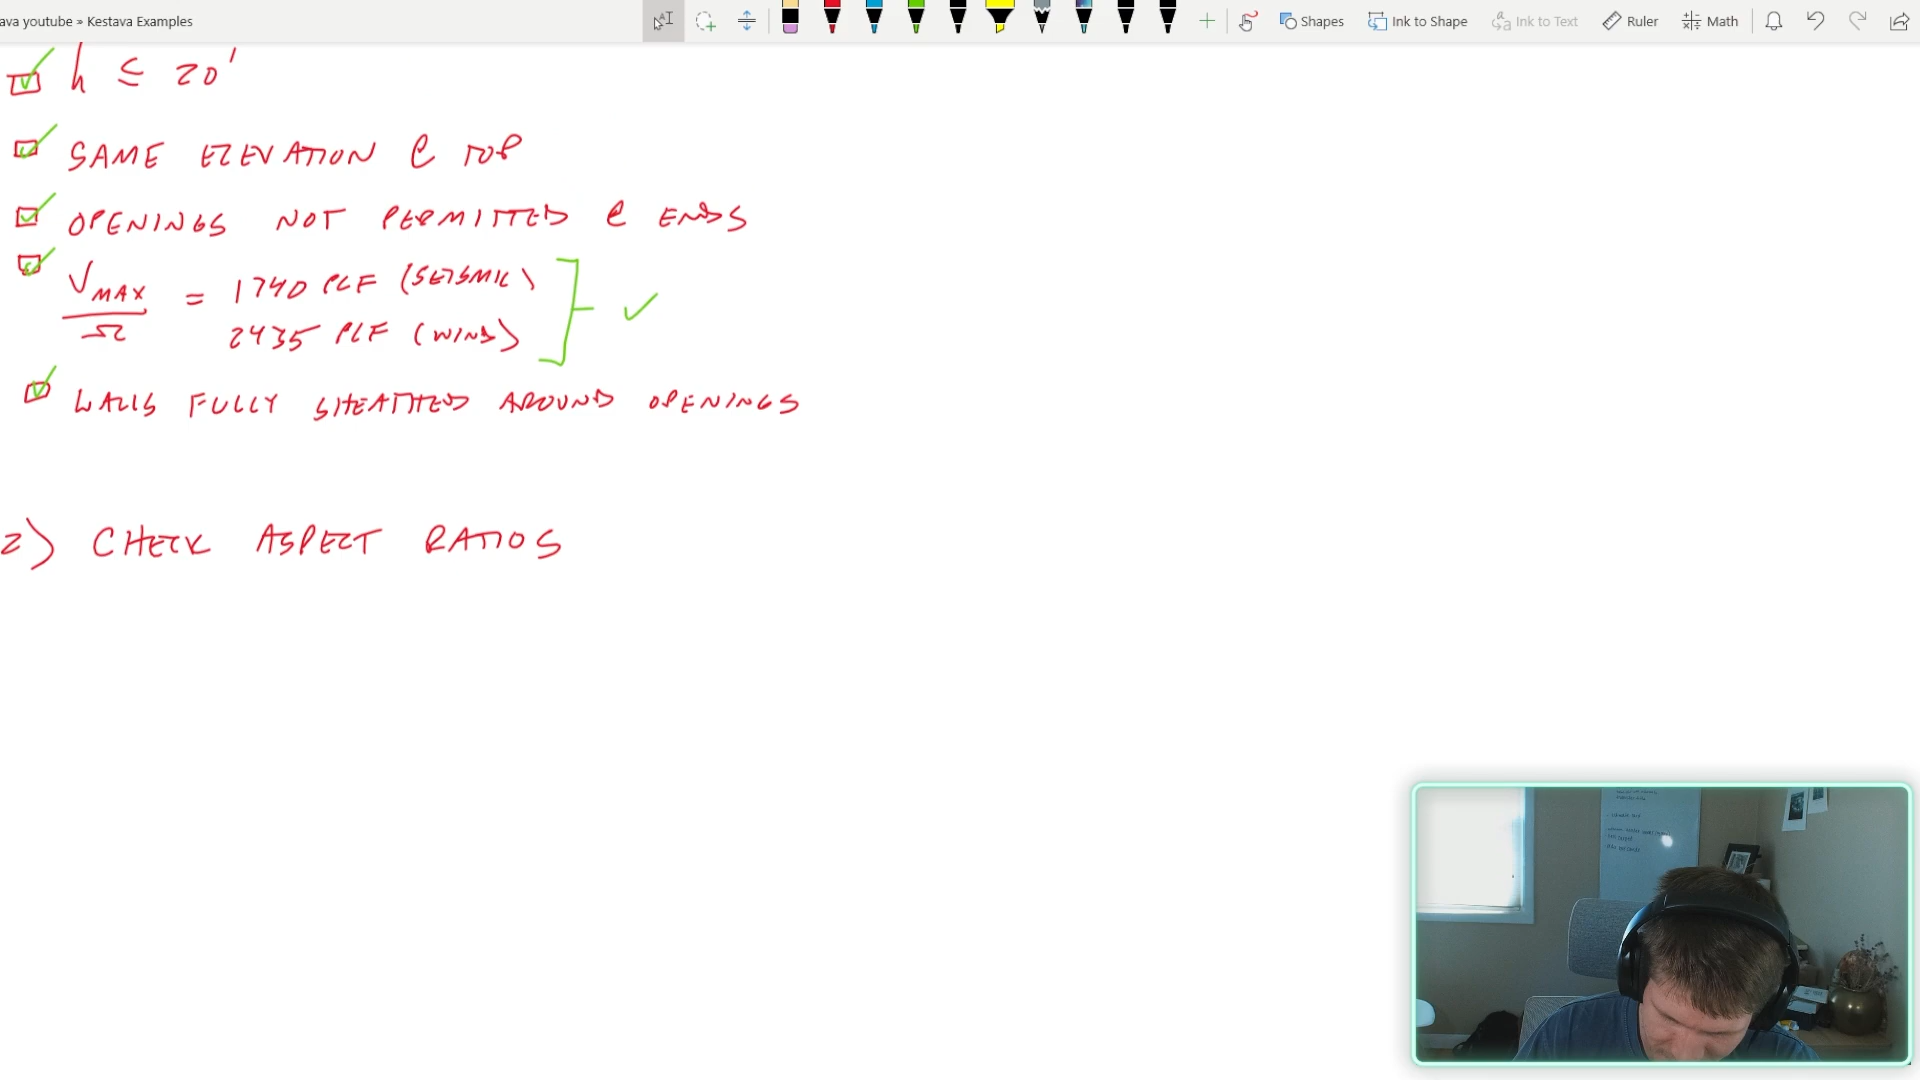 ava youtube » Kestava Examples
Shapes
Ink to Shape
Ink to Text
Ruler
Math
h ≤ 20'
SAME ELEVATION @ TOP
OPENINGS NOT PERMITTED @ ENDS
VMAX / Ω = 1740 PLF (SEISMIC)
2435 PLF (WIND)
WALLS FULLY SHEATHED AROUND OPENINGS
2) CHECK ASPECT RATIOS